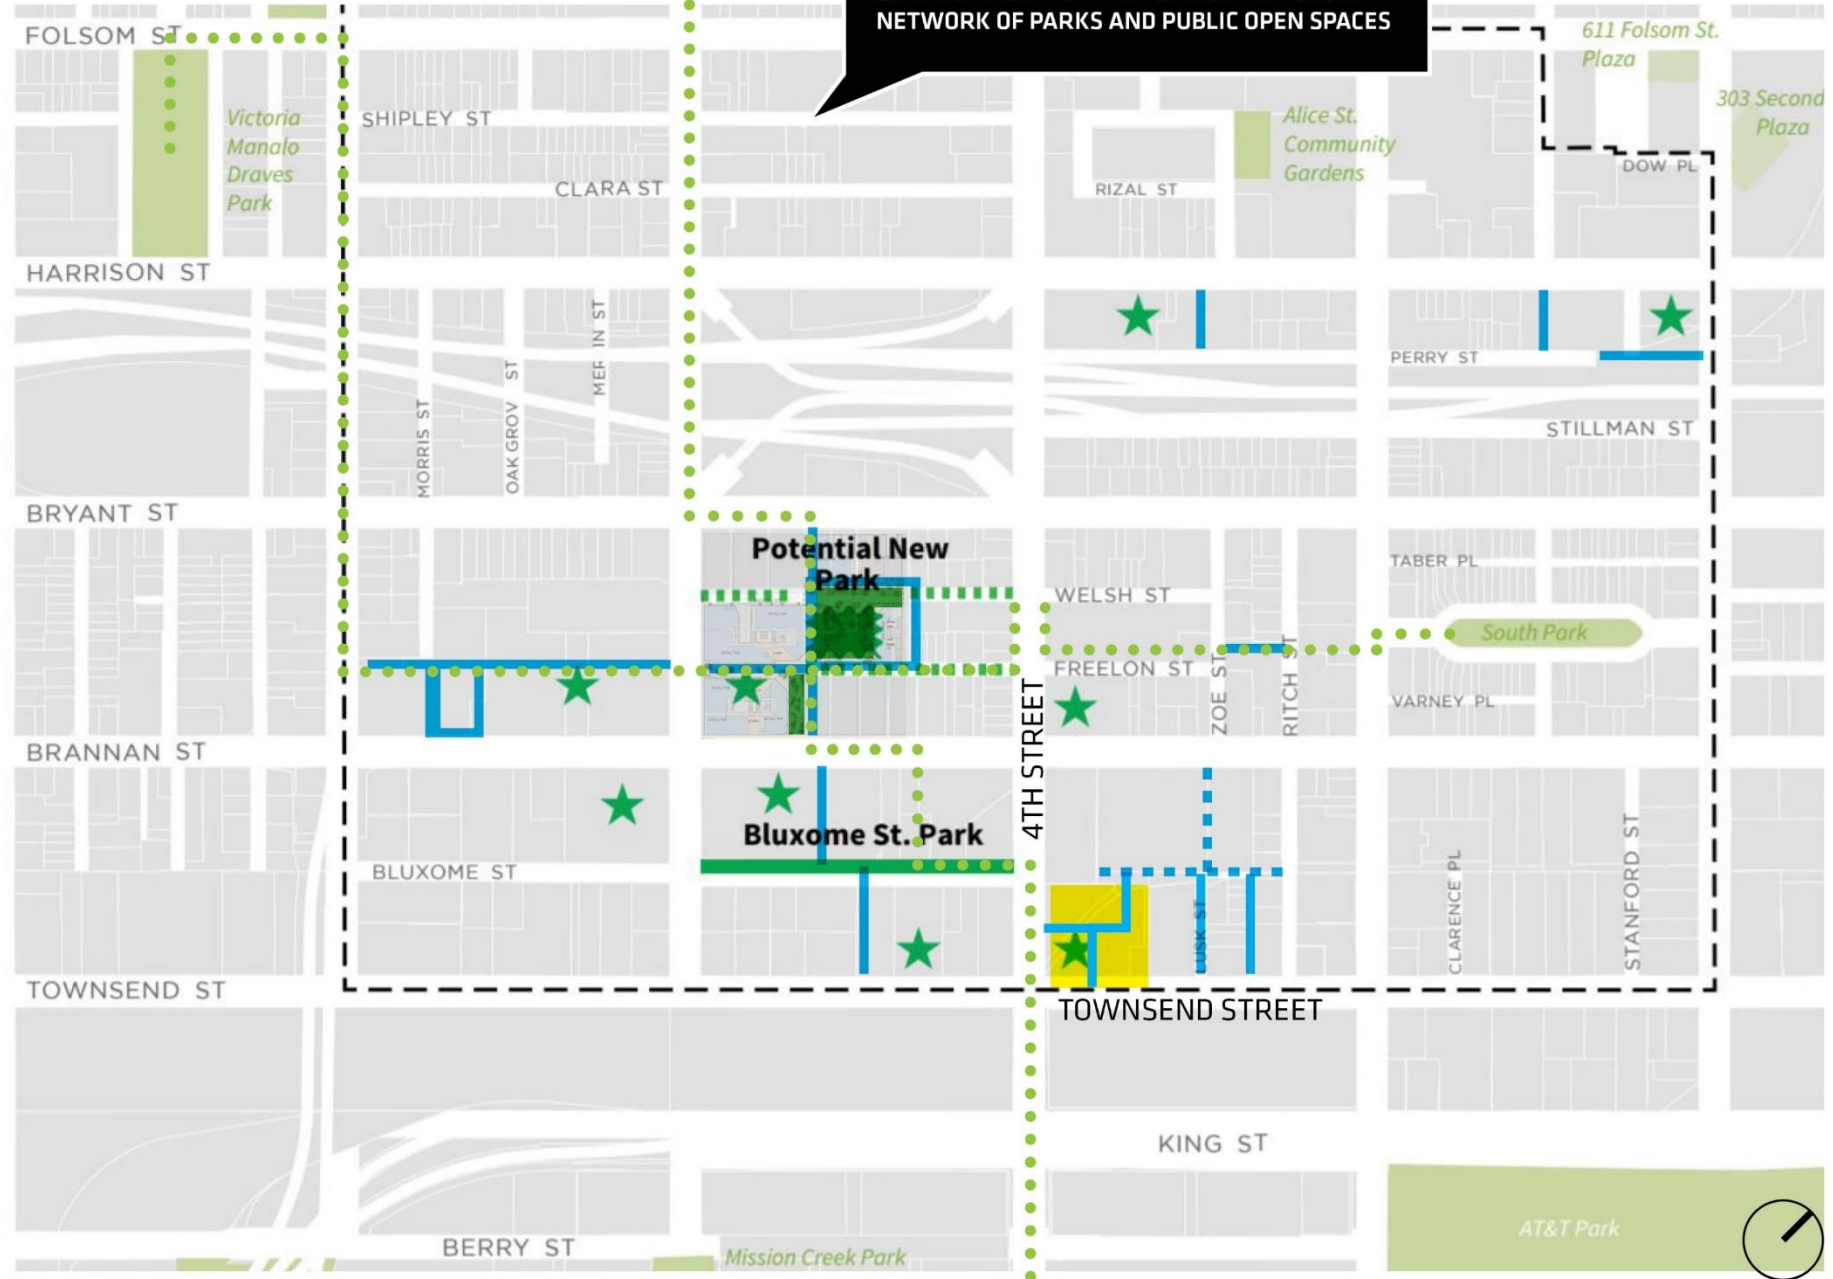 NETWORK OF PARKS AND PUBLIC OPEN SPACES
FOLSOM ST
611 Folsom St.
Plaza
303 Second
Plaza
Victoria
Manalo
Draves
Park
SHIPLEY ST
Alice St.
Community
Gardens
DOW PL
CLARA ST
RIZAL ST
HARRISON ST
MER IN ST
PERRY ST
OAK GROV ST
MORRIS ST
STILLMAN ST
BRYANT ST
Potential New
Park
TABER PL
WELSH ST
South Park
FREELON ST
ZOE ST
RITCH ST
VARNEY PL
BRANNAN ST
4TH STREET
Bluxome St. Park
BLUXOME ST
LUSK ST
CLARENCE PL
STANFORD ST
TOWNSEND ST
TOWNSEND STREET
KING ST
AT&T Park
BERRY ST
Mission Creek Park